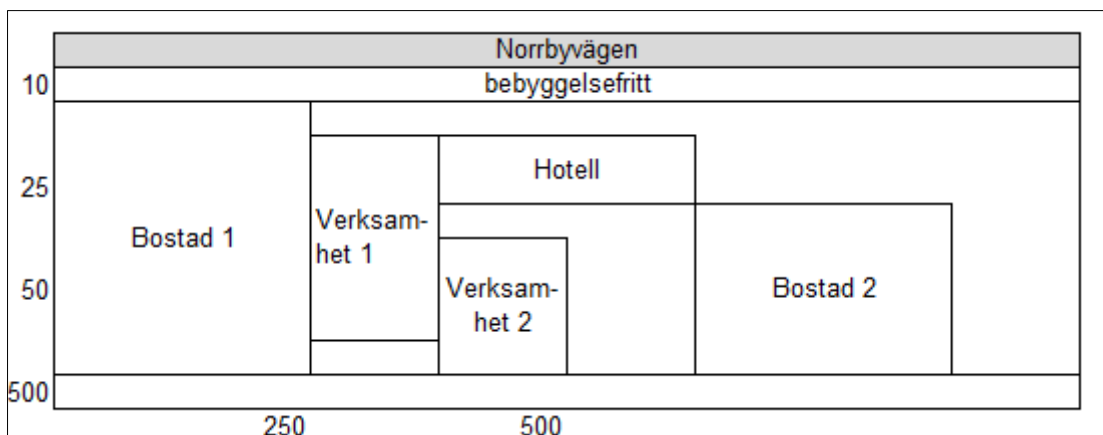 Norrbyvägen
10
bebyggelsefritt
Hotell
25
Verksam-
het 1
Bostad 1
50
Verksam-
het 2
Bostad 2
500
250
500